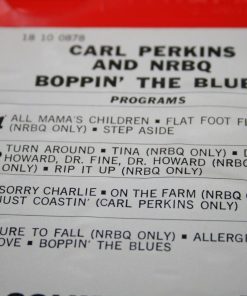 18 10 0878
CARL PERKINS
AND NRBQ
BOPPIN' THE BLUES
PROGRAMS
ALL MAMA'S CHILDREN ▪ FLAT FOOT
(NRBQ ONLY) ▪ STEP ASIDE
TURN AROUND ▪ TINA (NRBQ ONLY) ▪
HOWARD, DR. FINE, DR. HOWARD (NRBQ
ONLY) ▪ RIP IT UP (NRBQ ONLY)
SORRY CHARLIE ▪ ON THE FARM (NRBQ
JUST COASTIN' (CARL PERKINS ONLY)
URE TO FALL (NRBQ ONLY) ▪ ALLERG
OVE ▪ BOPPIN' THE BLUES